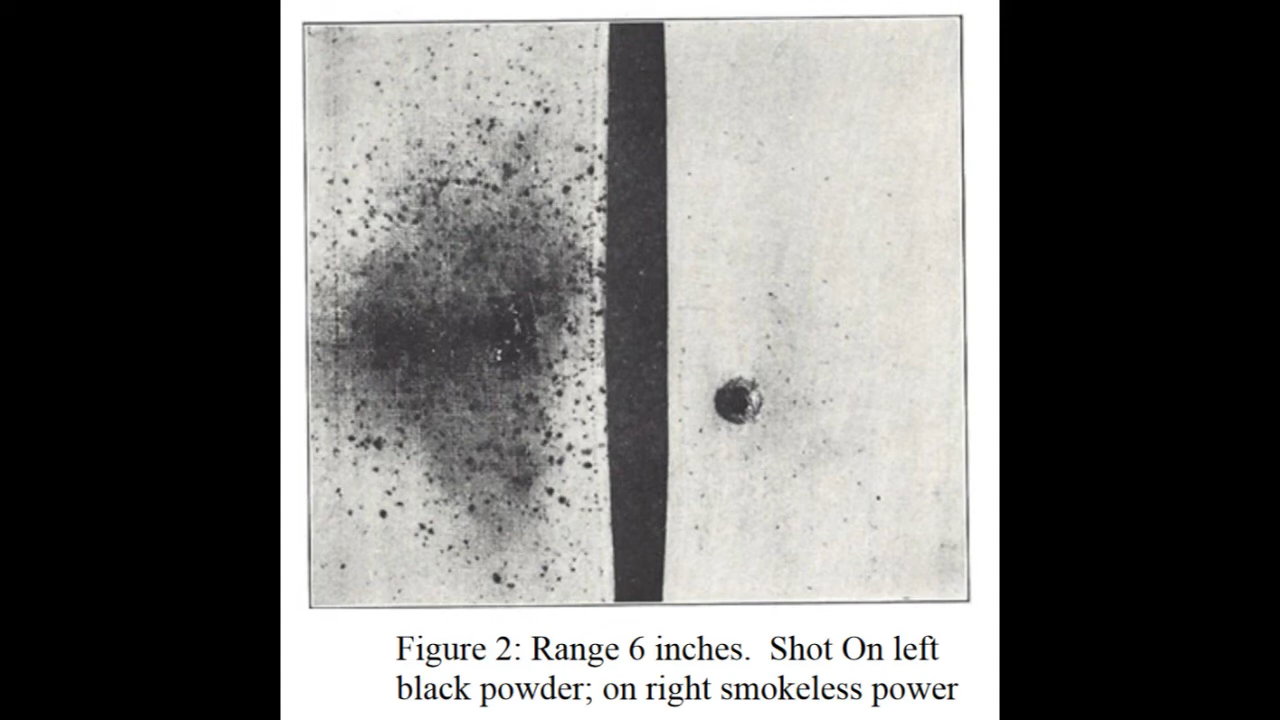 Figure 2: Range 6 inches.  Shot On left
black powder; on right smokeless power